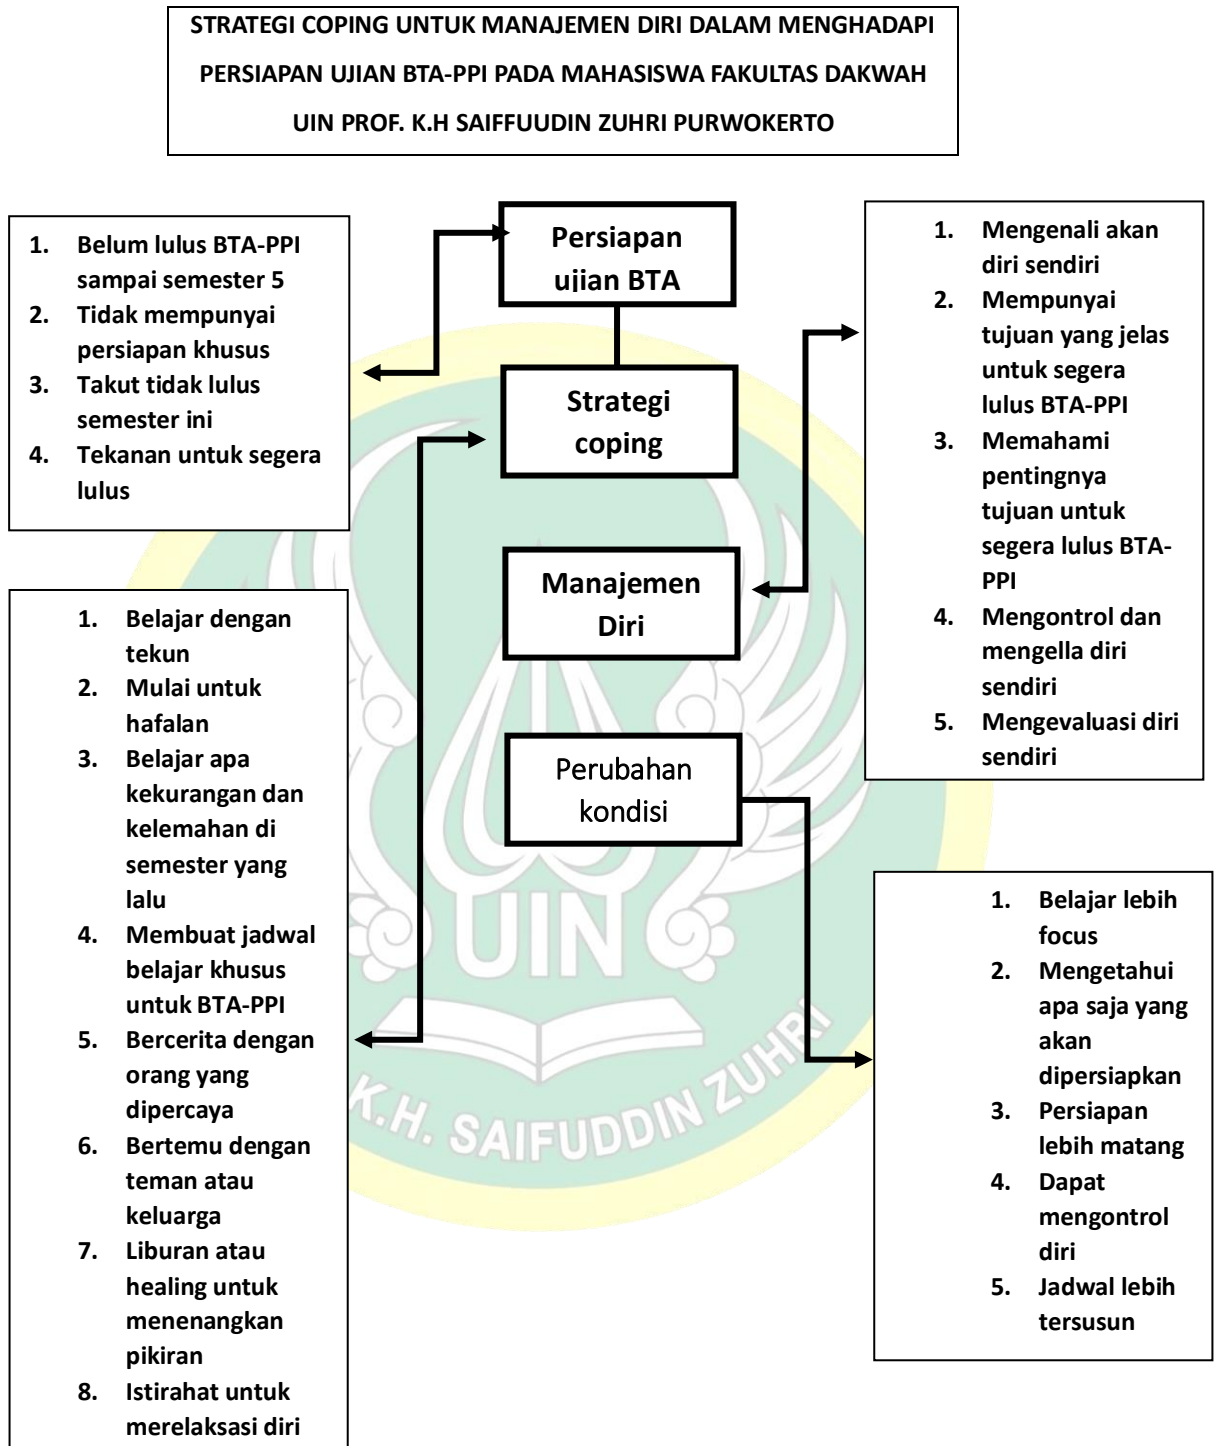 STRATEGI COPING UNTUK MANAJEMEN DIRI DALAM MENGHADAPI
PERSIAPAN UJIAN BTA-PPI PADA MAHASISWA FAKULTAS DAKWAH
UIN PROF. K.H SAIFFUUDIN ZUHRI PURWOKERTO
1. Belum lulus BTA-PPI
sampai semester 5
2. Tidak mempunyai
persiapan khusus
3. Takut tidak lulus
semester ini
4. Tekanan untuk segera
lulus
Persiapan
ujian BTA
Strategi
coping
Manajemen
Diri
Perubahan
kondisi
1. Mengenali akan
diri sendiri
2. Mempunyai
tujuan yang jelas
untuk segera
lulus BTA-PPI
3. Memahami
pentingnya
tujuan untuk
segera lulus BTA-
PPI
4. Mengontrol dan
mengella diri
sendiri
5. Mengevaluasi diri
sendiri
1. Belajar dengan
tekun
2. Mulai untuk
hafalan
3. Belajar apa
kekurangan dan
kelemahan di
semester yang
lalu
4. Membuat jadwal
belajar khusus
untuk BTA-PPI
5. Bercerita dengan
orang yang
dipercaya
6. Bertemu dengan
teman atau
keluarga
7. Liburan atau
healing untuk
menenangkan
pikiran
8. Istirahat untuk
merelaksasi diri
1. Belajar lebih
focus
2. Mengetahui
apa saja yang
akan
dipersiapkan
3. Persiapan
lebih matang
4. Dapat
mengontrol
diri
5. Jadwal lebih
tersusun
UIN
K.H. SAIFUDDIN ZUHRI